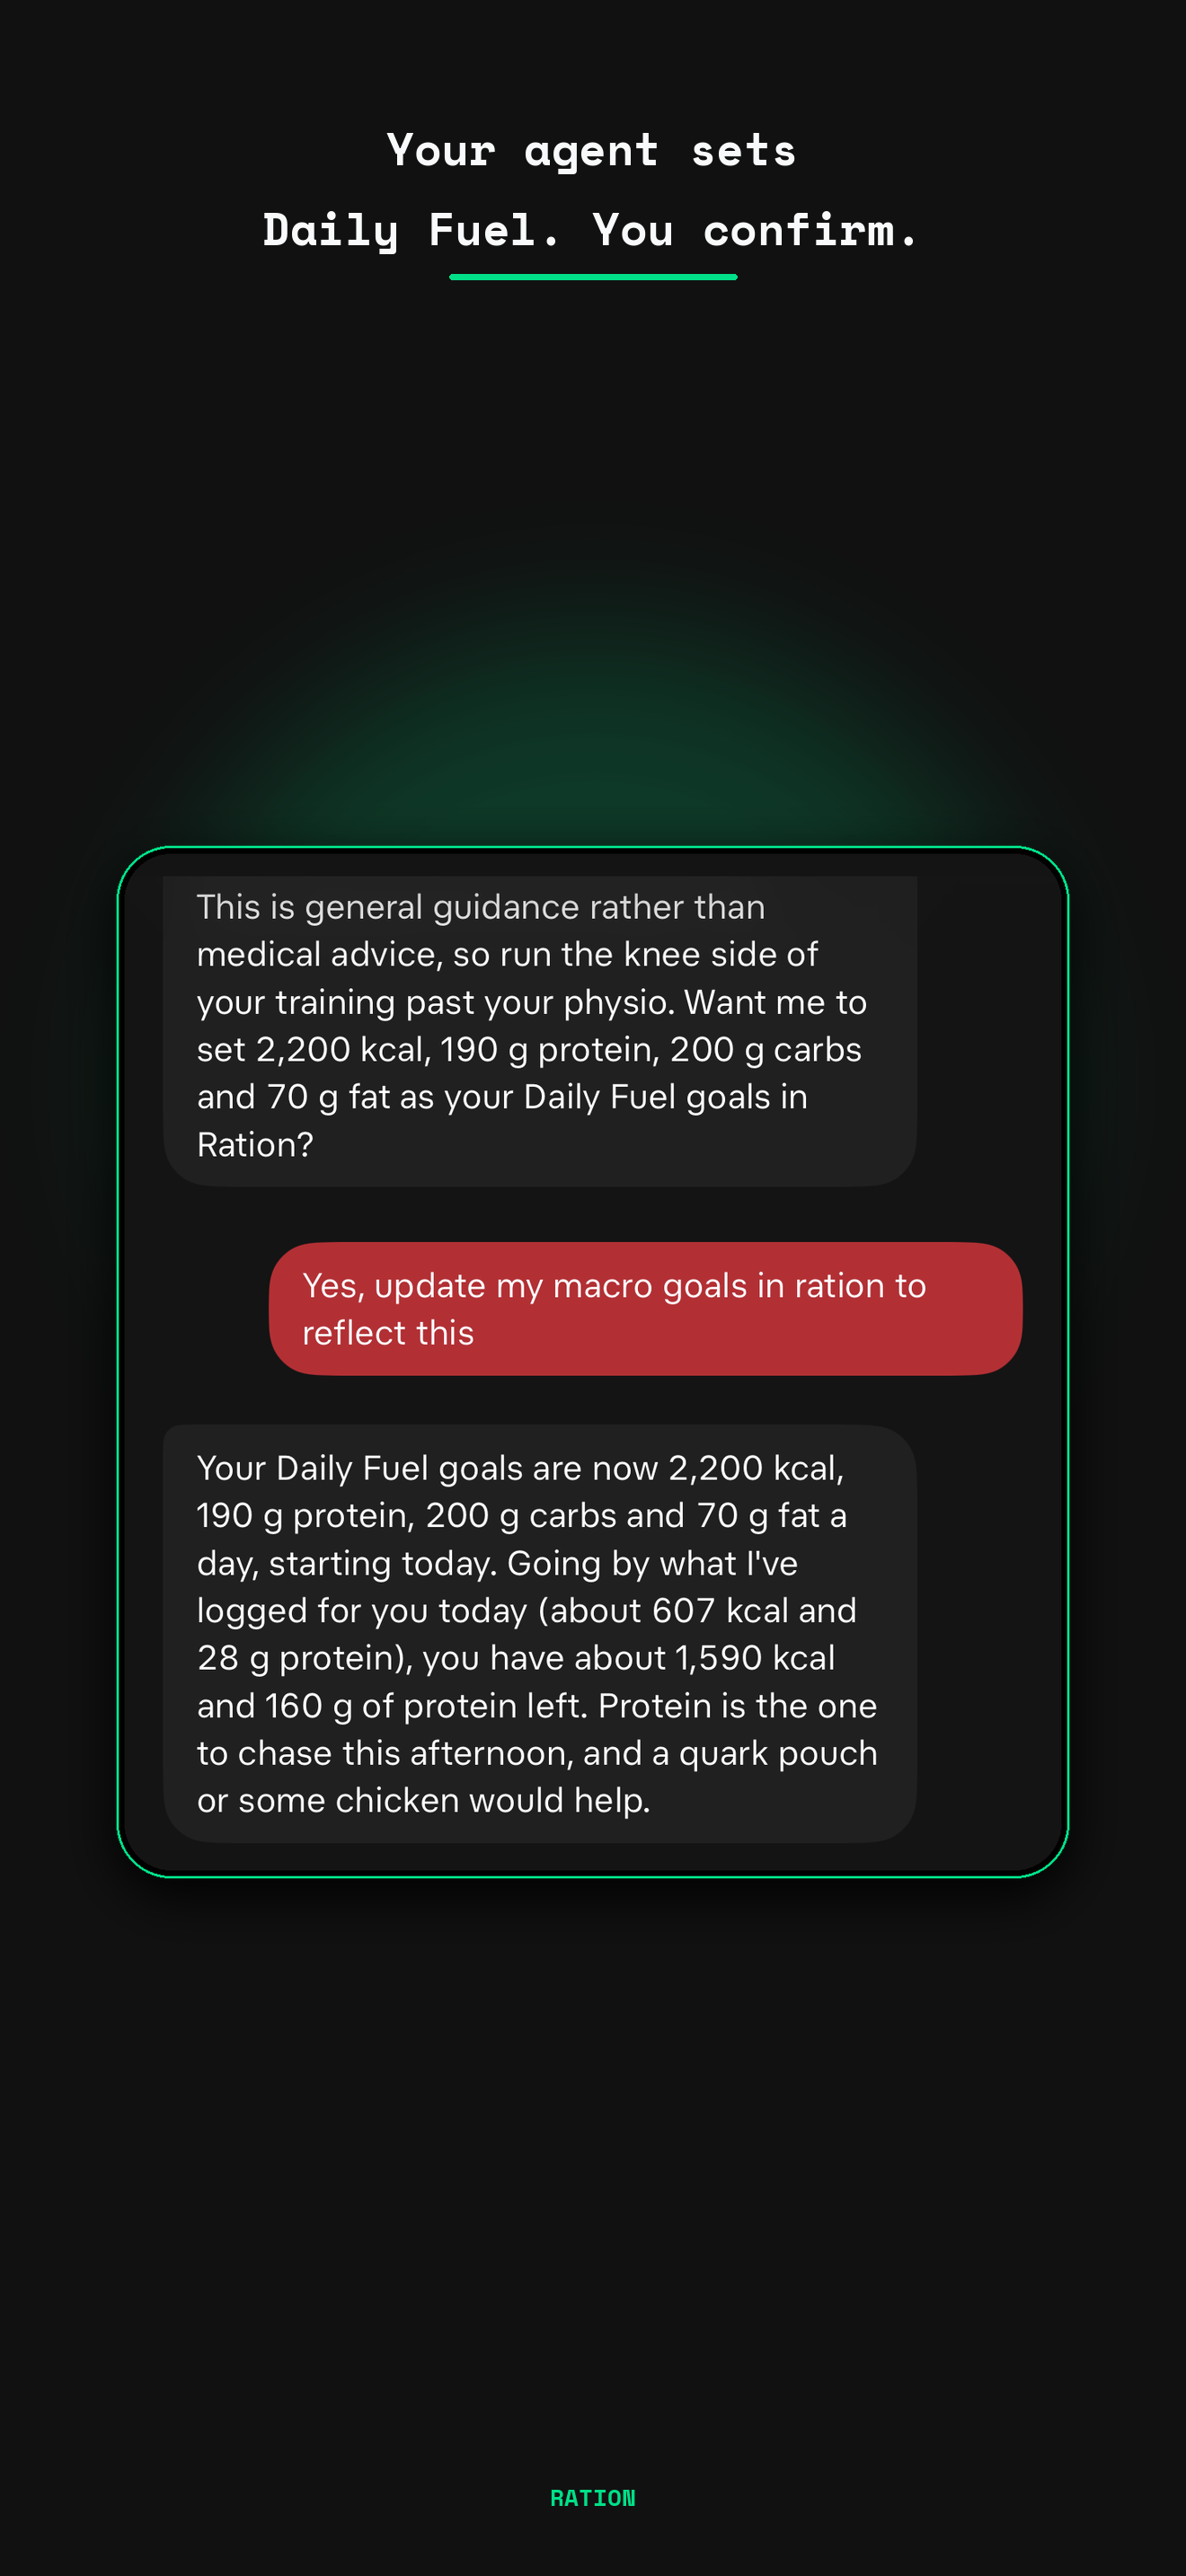 Your agent sets
Daily Fuel. You confirm.
This is general guidance rather than
medical advice, so run the knee side of
your training past your physio. Want me to
set 2,200 kcal, 190 g protein, 200 g carbs
and 70 g fat as your Daily Fuel goals in
Ration?
Yes, update my macro goals in ration to
reflect this
Your Daily Fuel goals are now 2,200 kcal,
190 g protein, 200 g carbs and 70 g fat a
day, starting today. Going by what I've
logged for you today (about 607 kcal and
28 g protein), you have about 1,590 kcal
and 160 g of protein left. Protein is the one
to chase this afternoon, and a quark pouch
or some chicken would help.
RATION